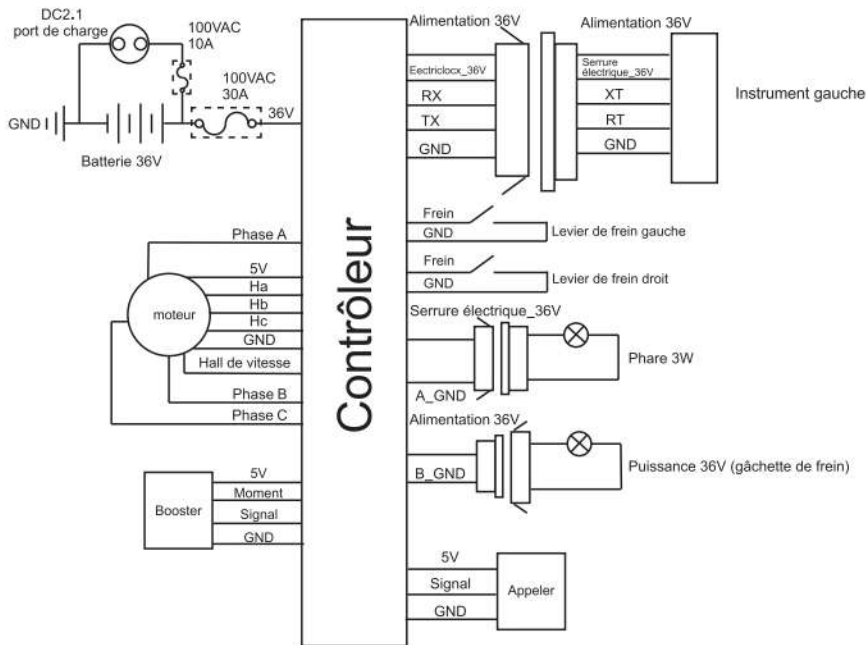 DC2.1
port de charge
100VAC
10A
100VAC
30A
36V
GND
Batterie 36V
Phase A
5V
Ha
Hb
Hc
GND
Hall de vitesse
Phase B
Phase C
moteur
5V
Moment
Signal
GND
Booster
Contrôleur
Alimentation 36V
Eectriclocx_36V
RX
TX
GND
Alimentation 36V
Serrure
électrique_36V
XT
RT
GND
Instrument gauche
Frein
GND
Levier de frein gauche
Frein
GND
Levier de frein droit
Serrure électrique_36V
A_GND
Phare 3W
Alimentation 36V
B_GND
Puissance 36V (gâchette de frein)
5V
Signal
GND
Appeler